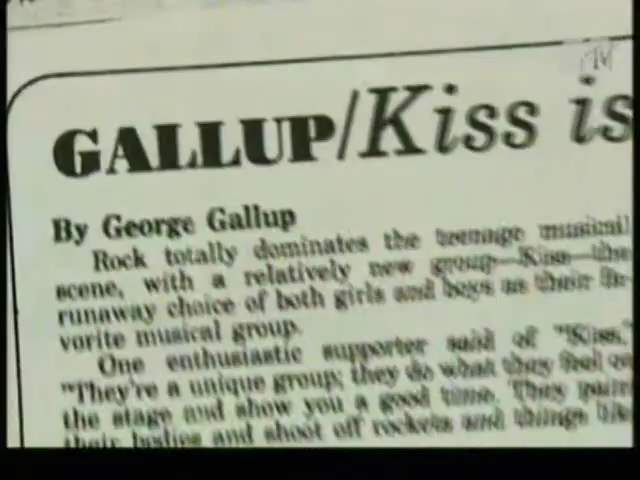 MTV
GALLUP/Kiss is
By George Gallup
Rock totally dominates the teenage musical
scene, with a relatively new group—Kiss—the
runaway choice of both girls and boys as their fa-
vorite musical group.
One enthusiastic supporter said of "Kiss,
"They're a unique group; they do what they feel on
the stage and show you a good time. They paint
their bodies and shoot off rockets and things like